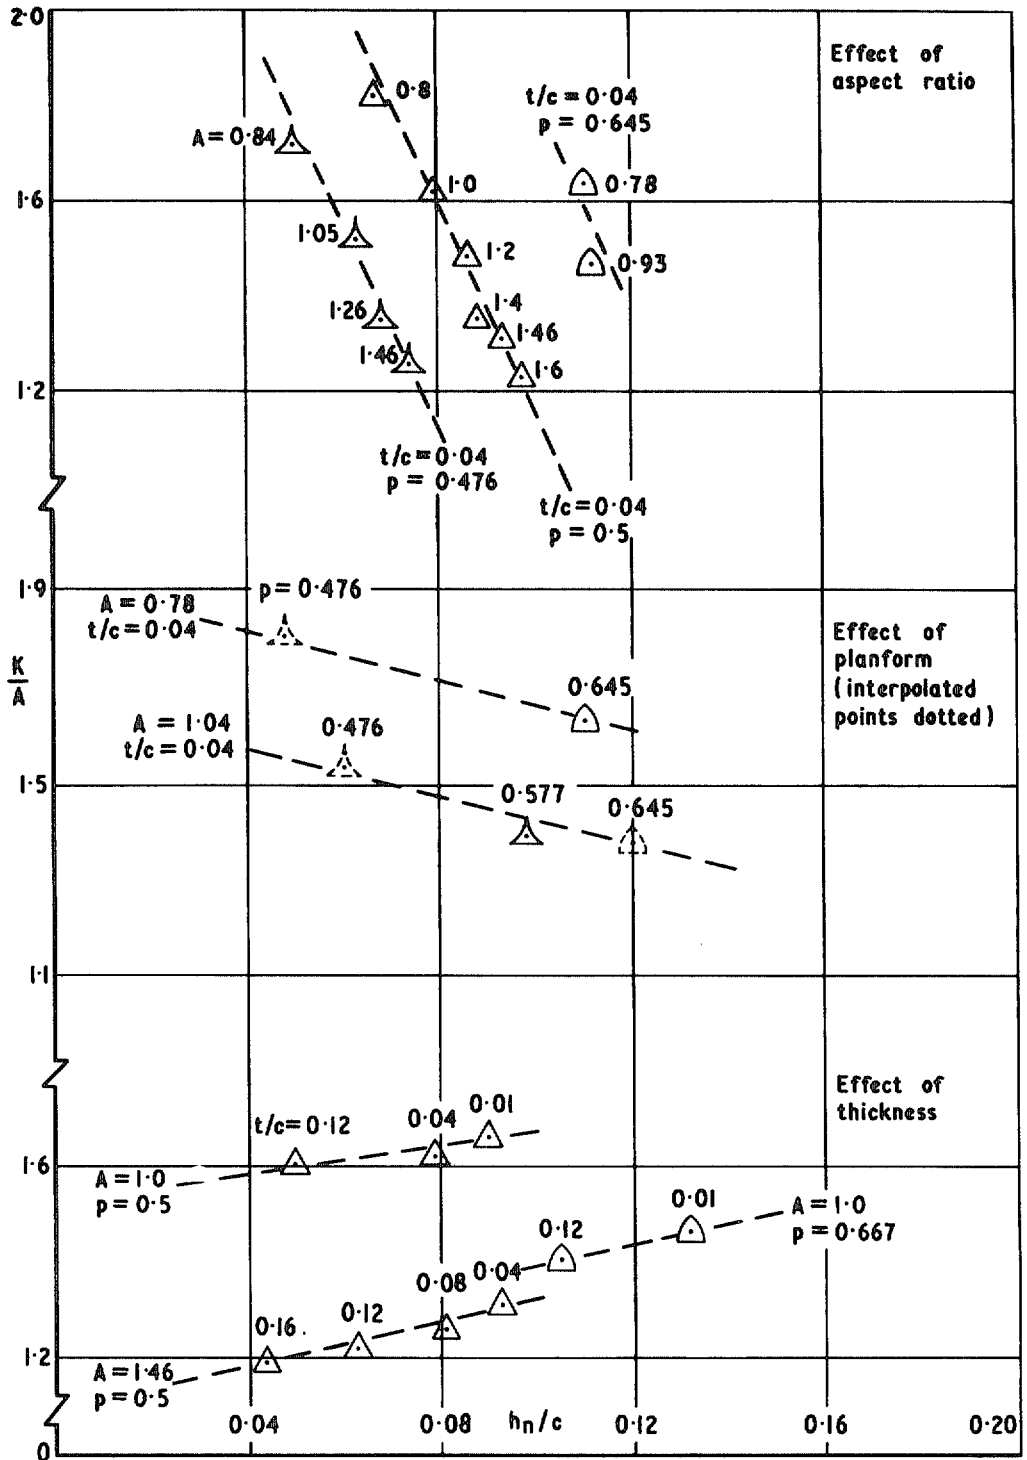 2·0
Effect of
aspect ratio
0·8
t/c = 0·04
p = 0·645
A = 0·84
1·0
0·78
1·6
1·05
1·2
0·93
1·26
1·4
1·46
1·46
1·6
1·2
t/c = 0·04
p = 0·476
t/c = 0·04
p = 0·5
1·9
p = 0·476
A = 0·78
t/c = 0·04
Effect of
planform
(interpolated
points dotted)
K
A
0·645
A = 1·04
t/c = 0·04
0·476
1·5
0·577
0·645
1·1
Effect of
thickness
t/c = 0·12
0·04
0·01
1·6
A = 1·0
p = 0·5
0·01
A = 1·0
p = 0·667
0·12
0·08
0·04
0·16
0·12
1·2
A = 1·46
p = 0·5
0·04
0·08
hn/c
0·12
0·16
0·20
0